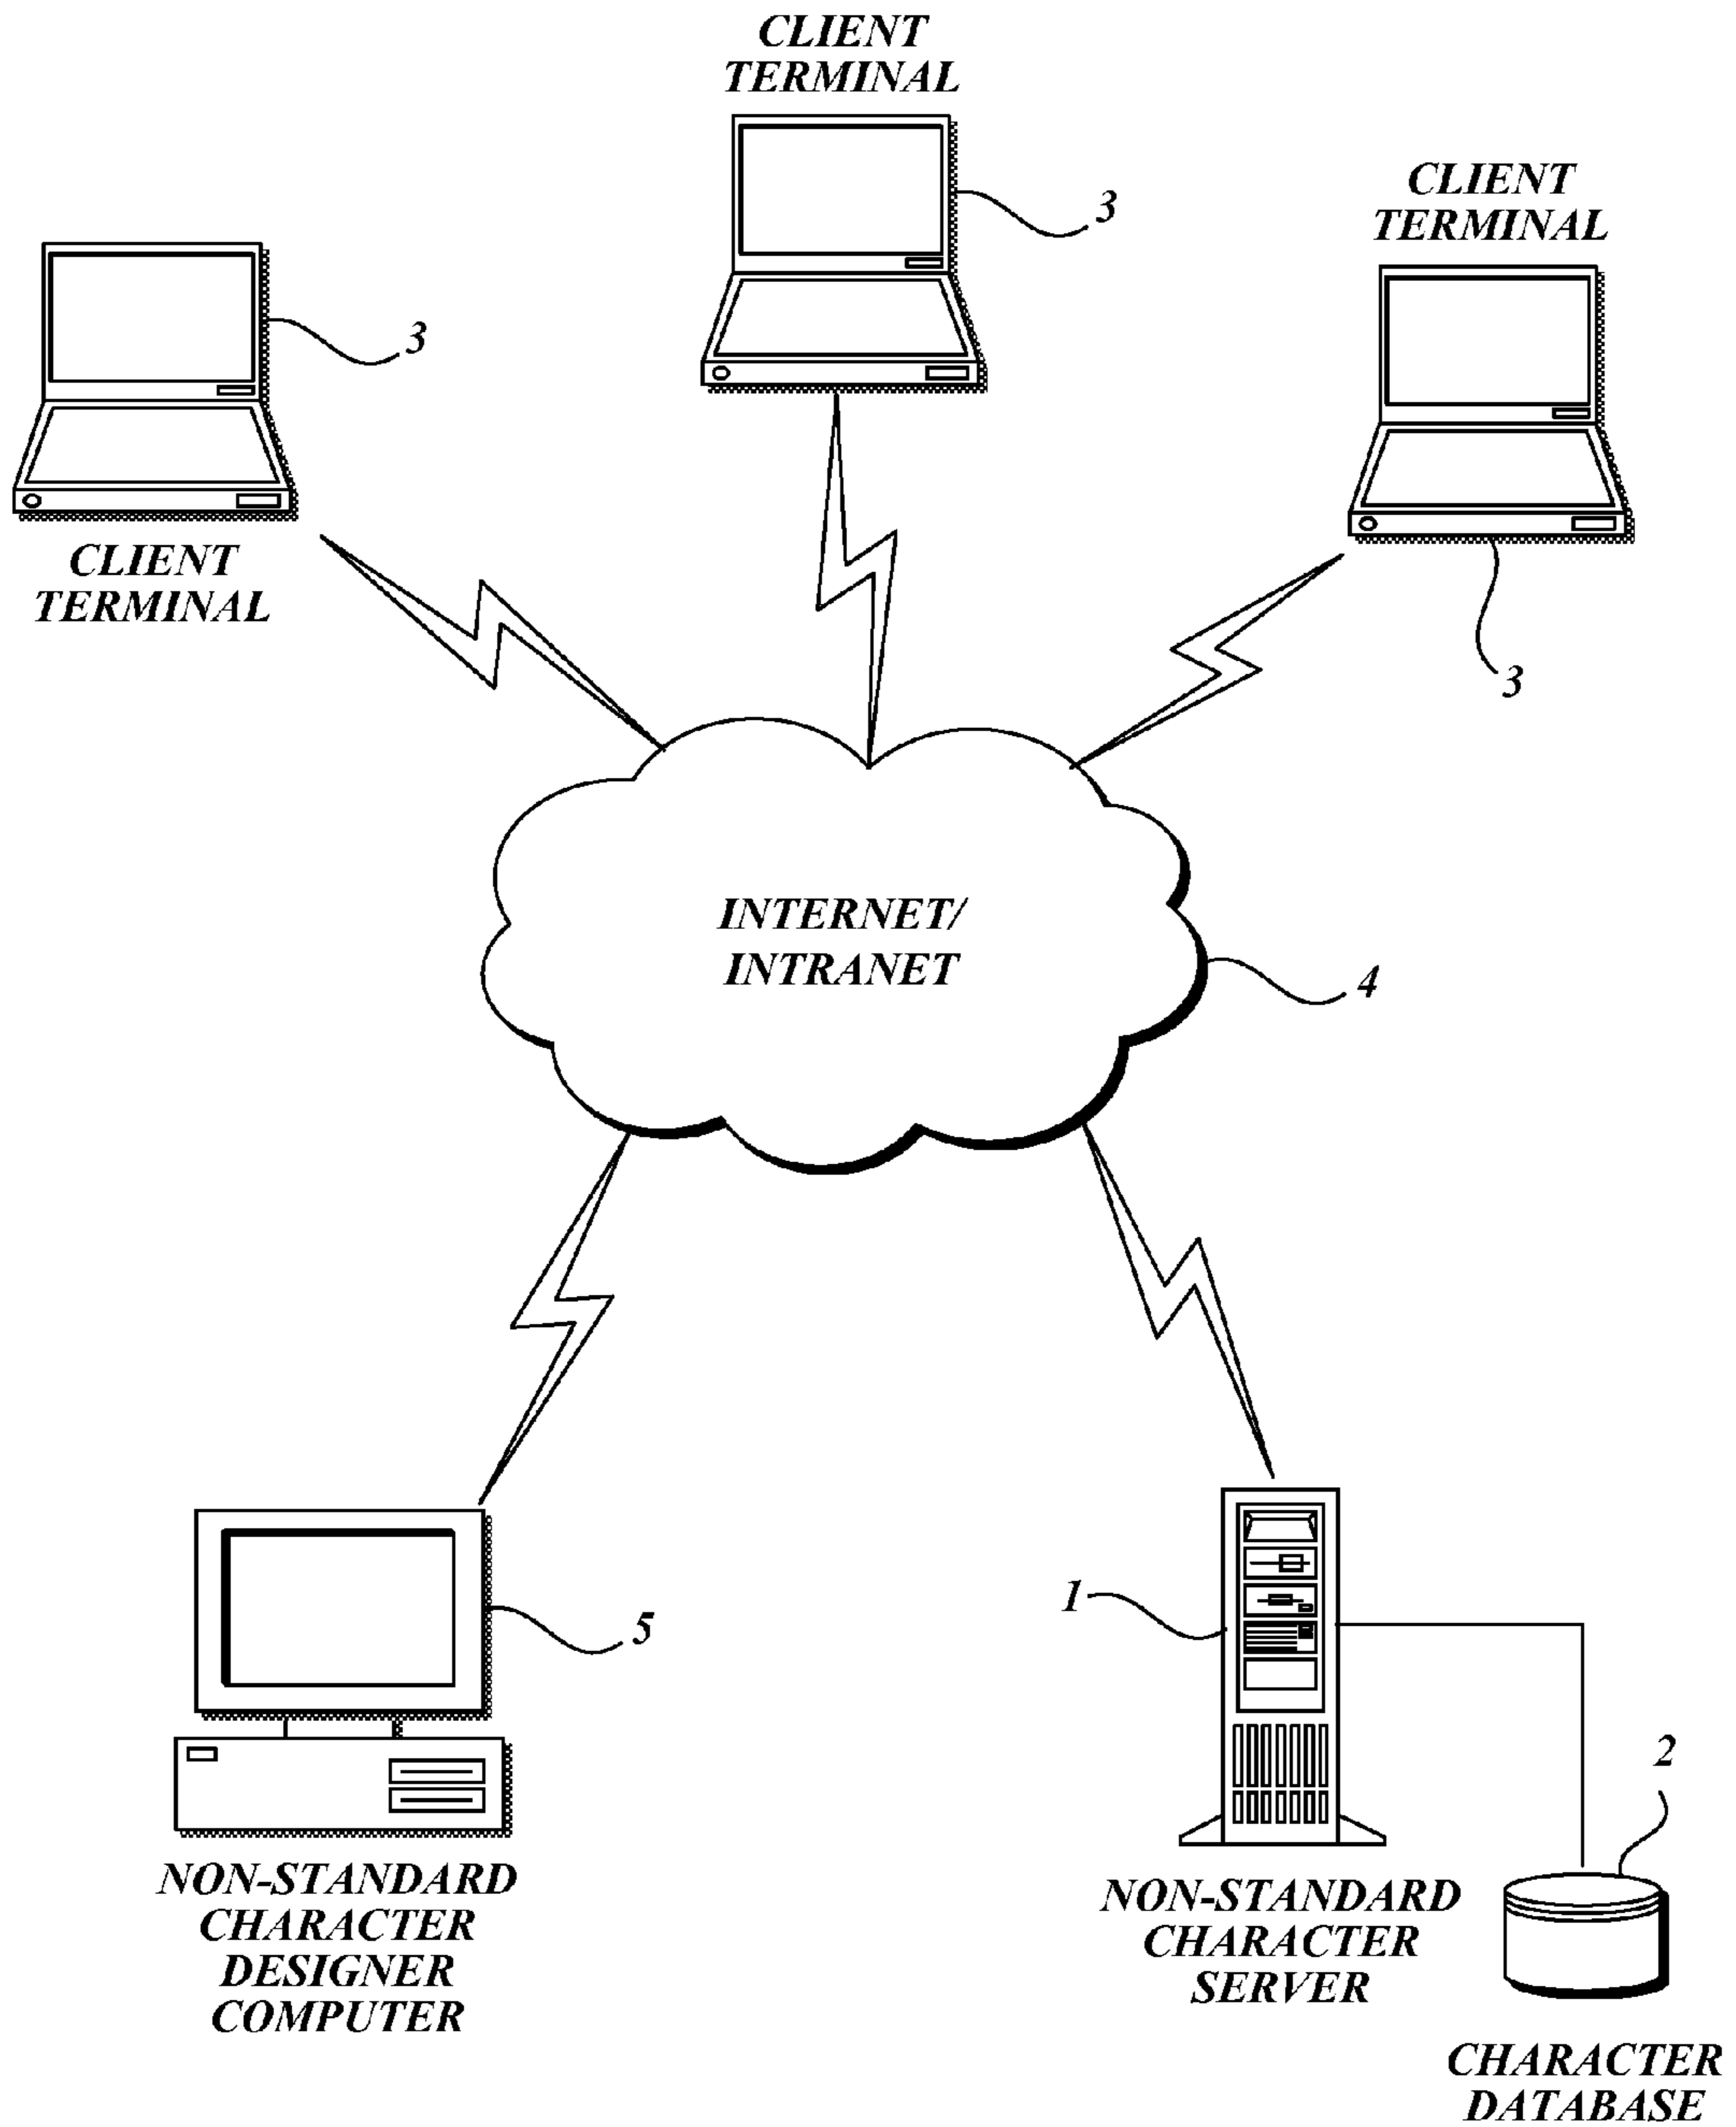 CLIENT
TERMINAL
3
CLIENT
TERMINAL
3
CLIENT
TERMINAL
3
INTERNET/
INTRANET
4
5
NON-STANDARD
CHARACTER
DESIGNER
COMPUTER
1
NON-STANDARD
CHARACTER
SERVER
2
CHARACTER
DATABASE